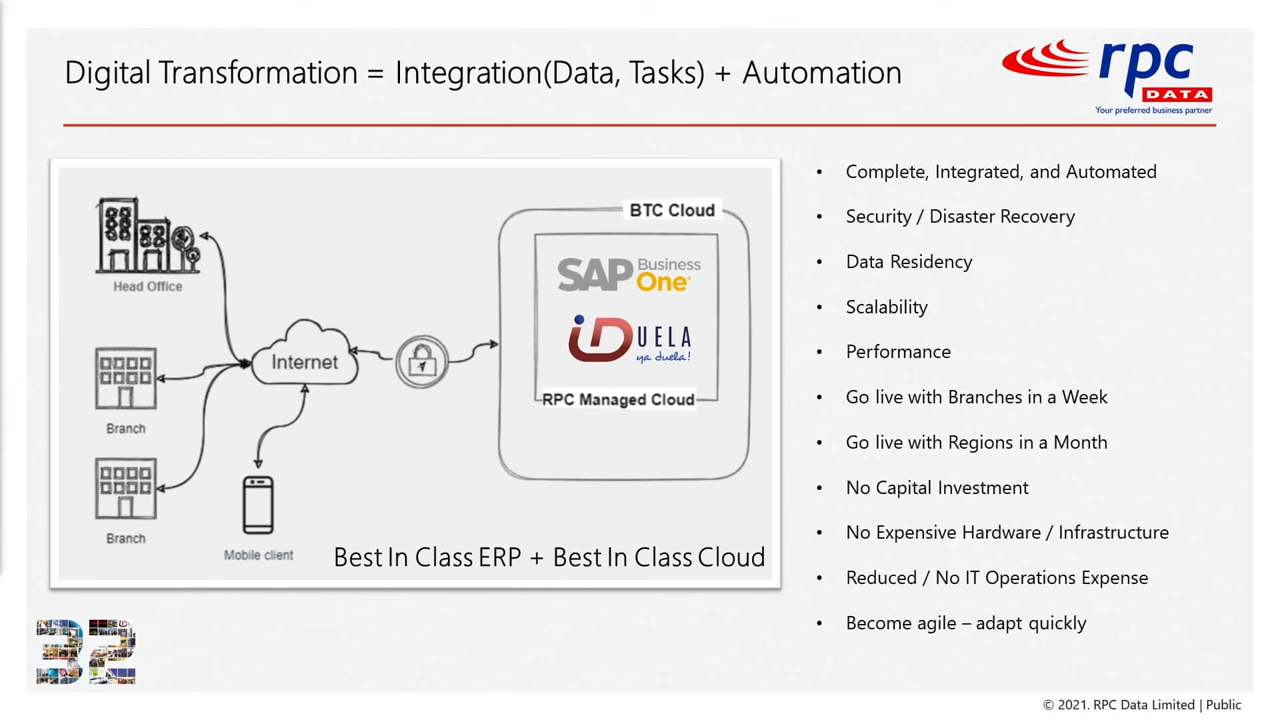 Digital Transformation = Integration(Data, Tasks) + Automation
rpc
DATA
Your preferred business partner
Head Office
Branch
Branch
Internet
Mobile client
BTC Cloud
SAP Business One
iDUELA
ya duela!
RPC Managed Cloud
Best In Class ERP + Best In Class Cloud
• Complete, Integrated, and Automated
• Security / Disaster Recovery
• Data Residency
• Scalability
• Performance
• Go live with Branches in a Week
• Go live with Regions in a Month
• No Capital Investment
• No Expensive Hardware / Infrastructure
• Reduced / No IT Operations Expense
• Become agile – adapt quickly
32
© 2021. RPC Data Limited | Public